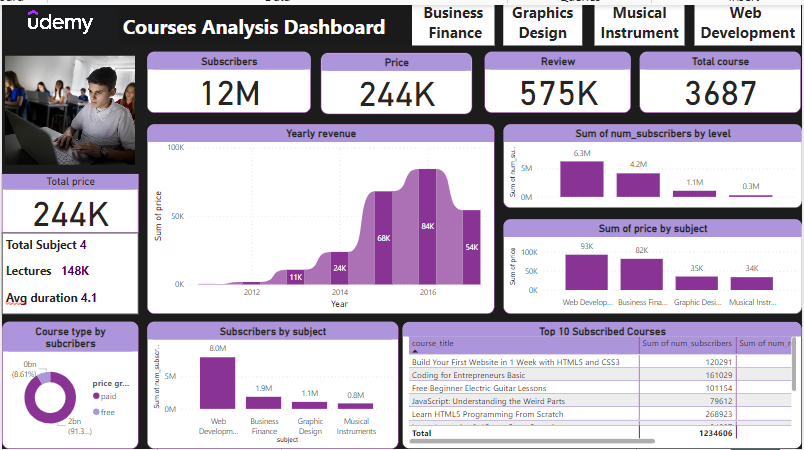 ûdemy
Courses Analysis Dashboard
Business
Finance
Graphics
Design
Musical
Instrument
Web
Development
Subscribers
12M
Price
244K
Review
575K
Total course
3687
Total price
244K
Total Subject 4
Lectures 148K
Avg duration 4.1
Yearly revenue
Sum of price
100K
50K
0K
11K
24K
68K
84K
54K
2012
2014
2016
Year
Sum of num_subscribers by level
Sum of num_su...
5M
0M
6.3M
4.2M
1.1M
0.3M
Sum of price by subject
Sum of price
100K
50K
0K
93K
82K
35K
34K
Web Develop...
Business Fina...
Graphic Desi...
Musical Instr...
Course type by
subcribers
0bn
(8.61%)
2bn
(91.3...)
price gr...
paid
free
Subscribers by subject
Sum of num_subscr...
5M
0M
8.0M
1.9M
1.1M
0.8M
Web
Developm...
Business
Finance
Graphic
Design
Musical
Instruments
subject
Top 10 Subscribed Courses
course_title Sum of num_subscribers Sum of num_r
Build Your First Website in 1 Week with HTML5 and CSS3 120291
Coding for Entrepreneurs Basic 161029
Free Beginner Electric Guitar Lessons 101154
JavaScript: Understanding the Weird Parts 79612
Learn HTML5 Programming From Scratch 268923
Total 1234606